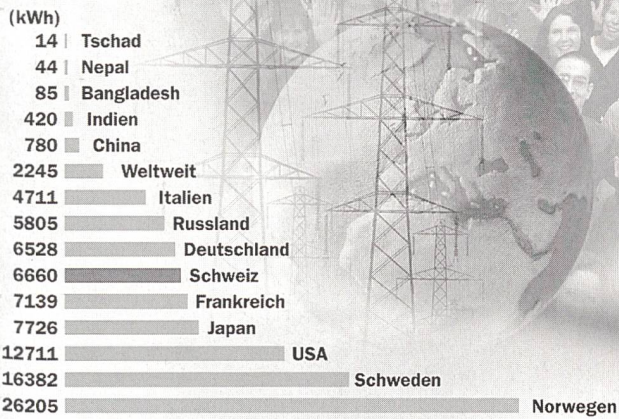 (kWh)
14 Tschad
44 Nepal
85 Bangladesh
420 Indien
780 China
2245 Weltweit
4711 Italien
5805 Russland
6528 Deutschland
6660 Schweiz
7139 Frankreich
7726 Japan
12711 USA
16382 Schweden
26205 Norwegen